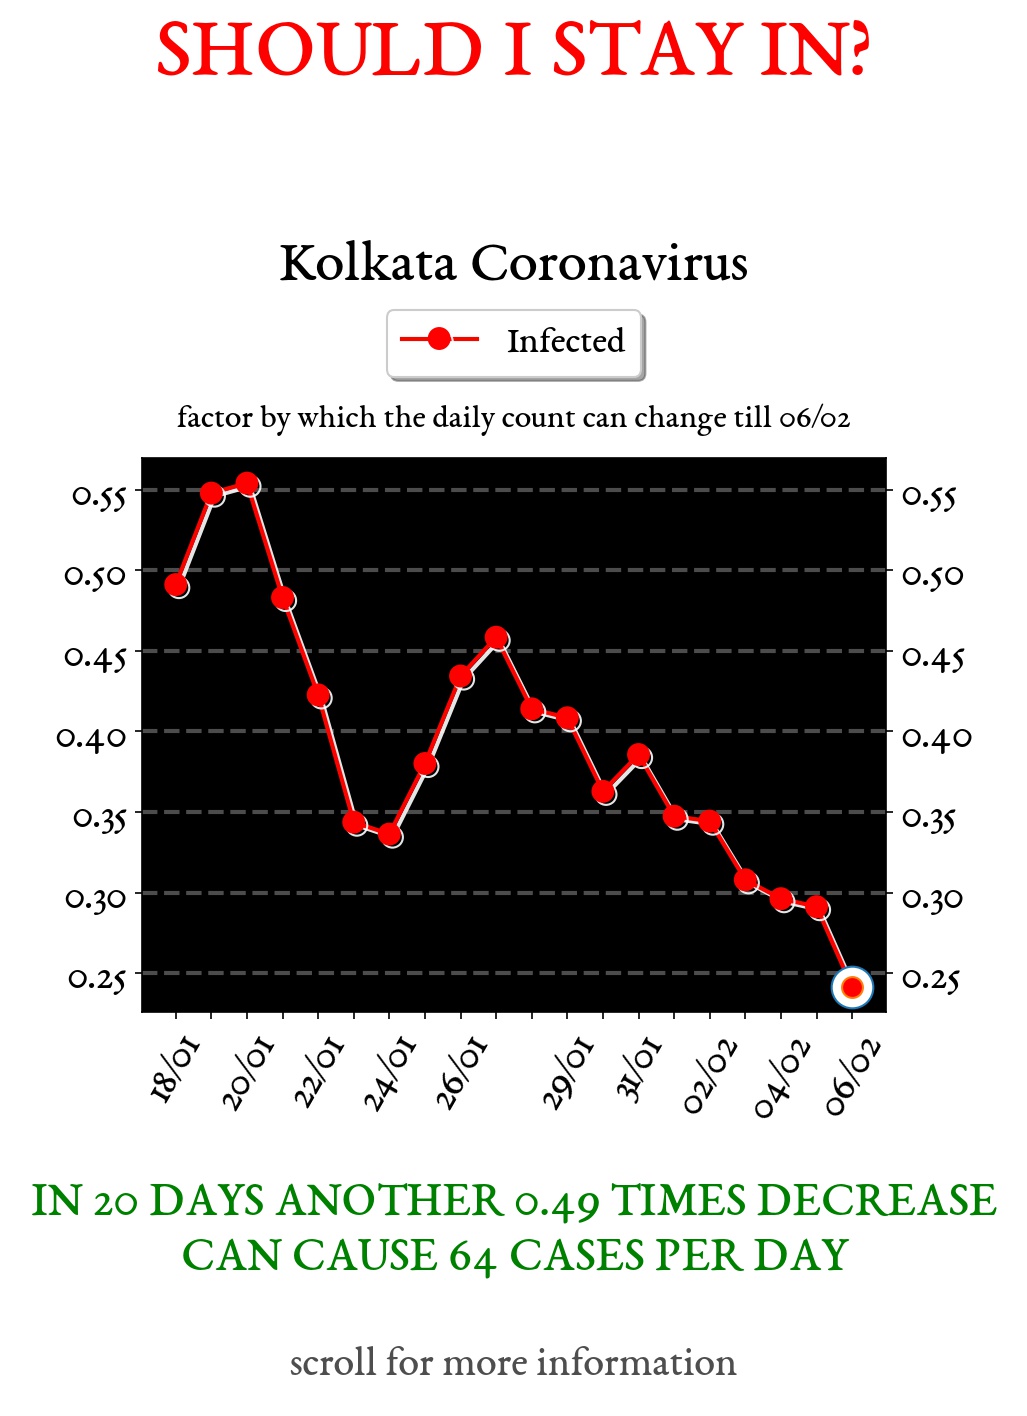 SHOULD I STAY IN?
Kolkata Coronavirus
Infected
factor by which the daily count can change till 06/02
0.55 0.55
0.50 0.50
0.45 0.45
0.40 0.40
0.35 0.35
0.30 0.30
0.25 0.25
18/01 20/01 22/01 24/01 26/01 29/01 31/01 02/02 04/02 06/02
IN 20 DAYS ANOTHER 0.49 TIMES DECREASE
CAN CAUSE 64 CASES PER DAY
scroll for more information